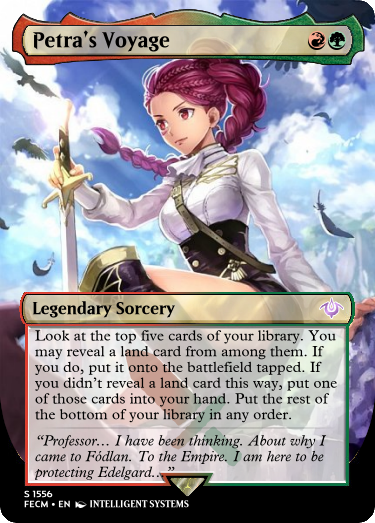 Petra's Voyage
Legendary Sorcery
Look at the top five cards of your library. You
may reveal a land card from among them. If
you do, put it onto the battlefield tapped. If
you didn't reveal a land card this way, put one
of those cards into your hand. Put the rest of
the bottom of your library in any order.
“Professor… I have been thinking. About why I
came to Fódlan. To the Empire. I am here to be
protecting Edelgard…”
S 1556
FECM • EN INTELLIGENT SYSTEMS